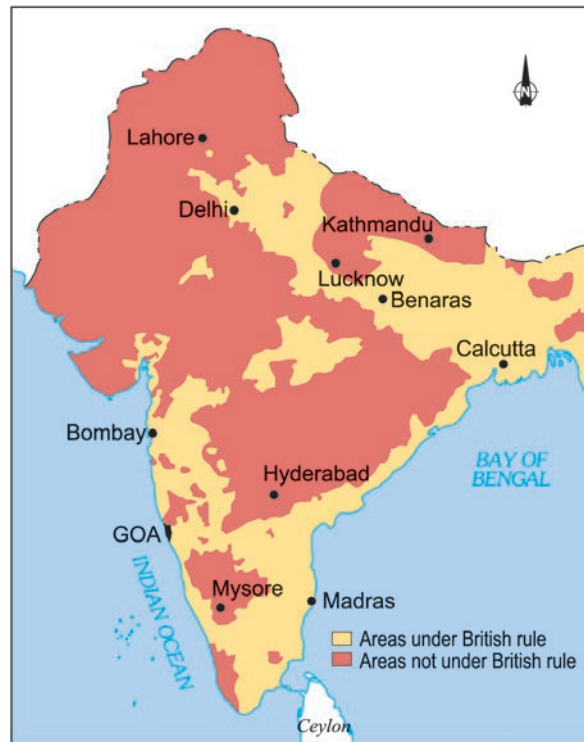 N
Lahore
Delhi
Kathmandu
Lucknow
Benaras
Calcutta
Bombay
Hyderabad
BAY OF
BENGAL
GOA
INDIAN OCEAN
Mysore
Madras
Areas under British rule
Areas not under British rule
Ceylon